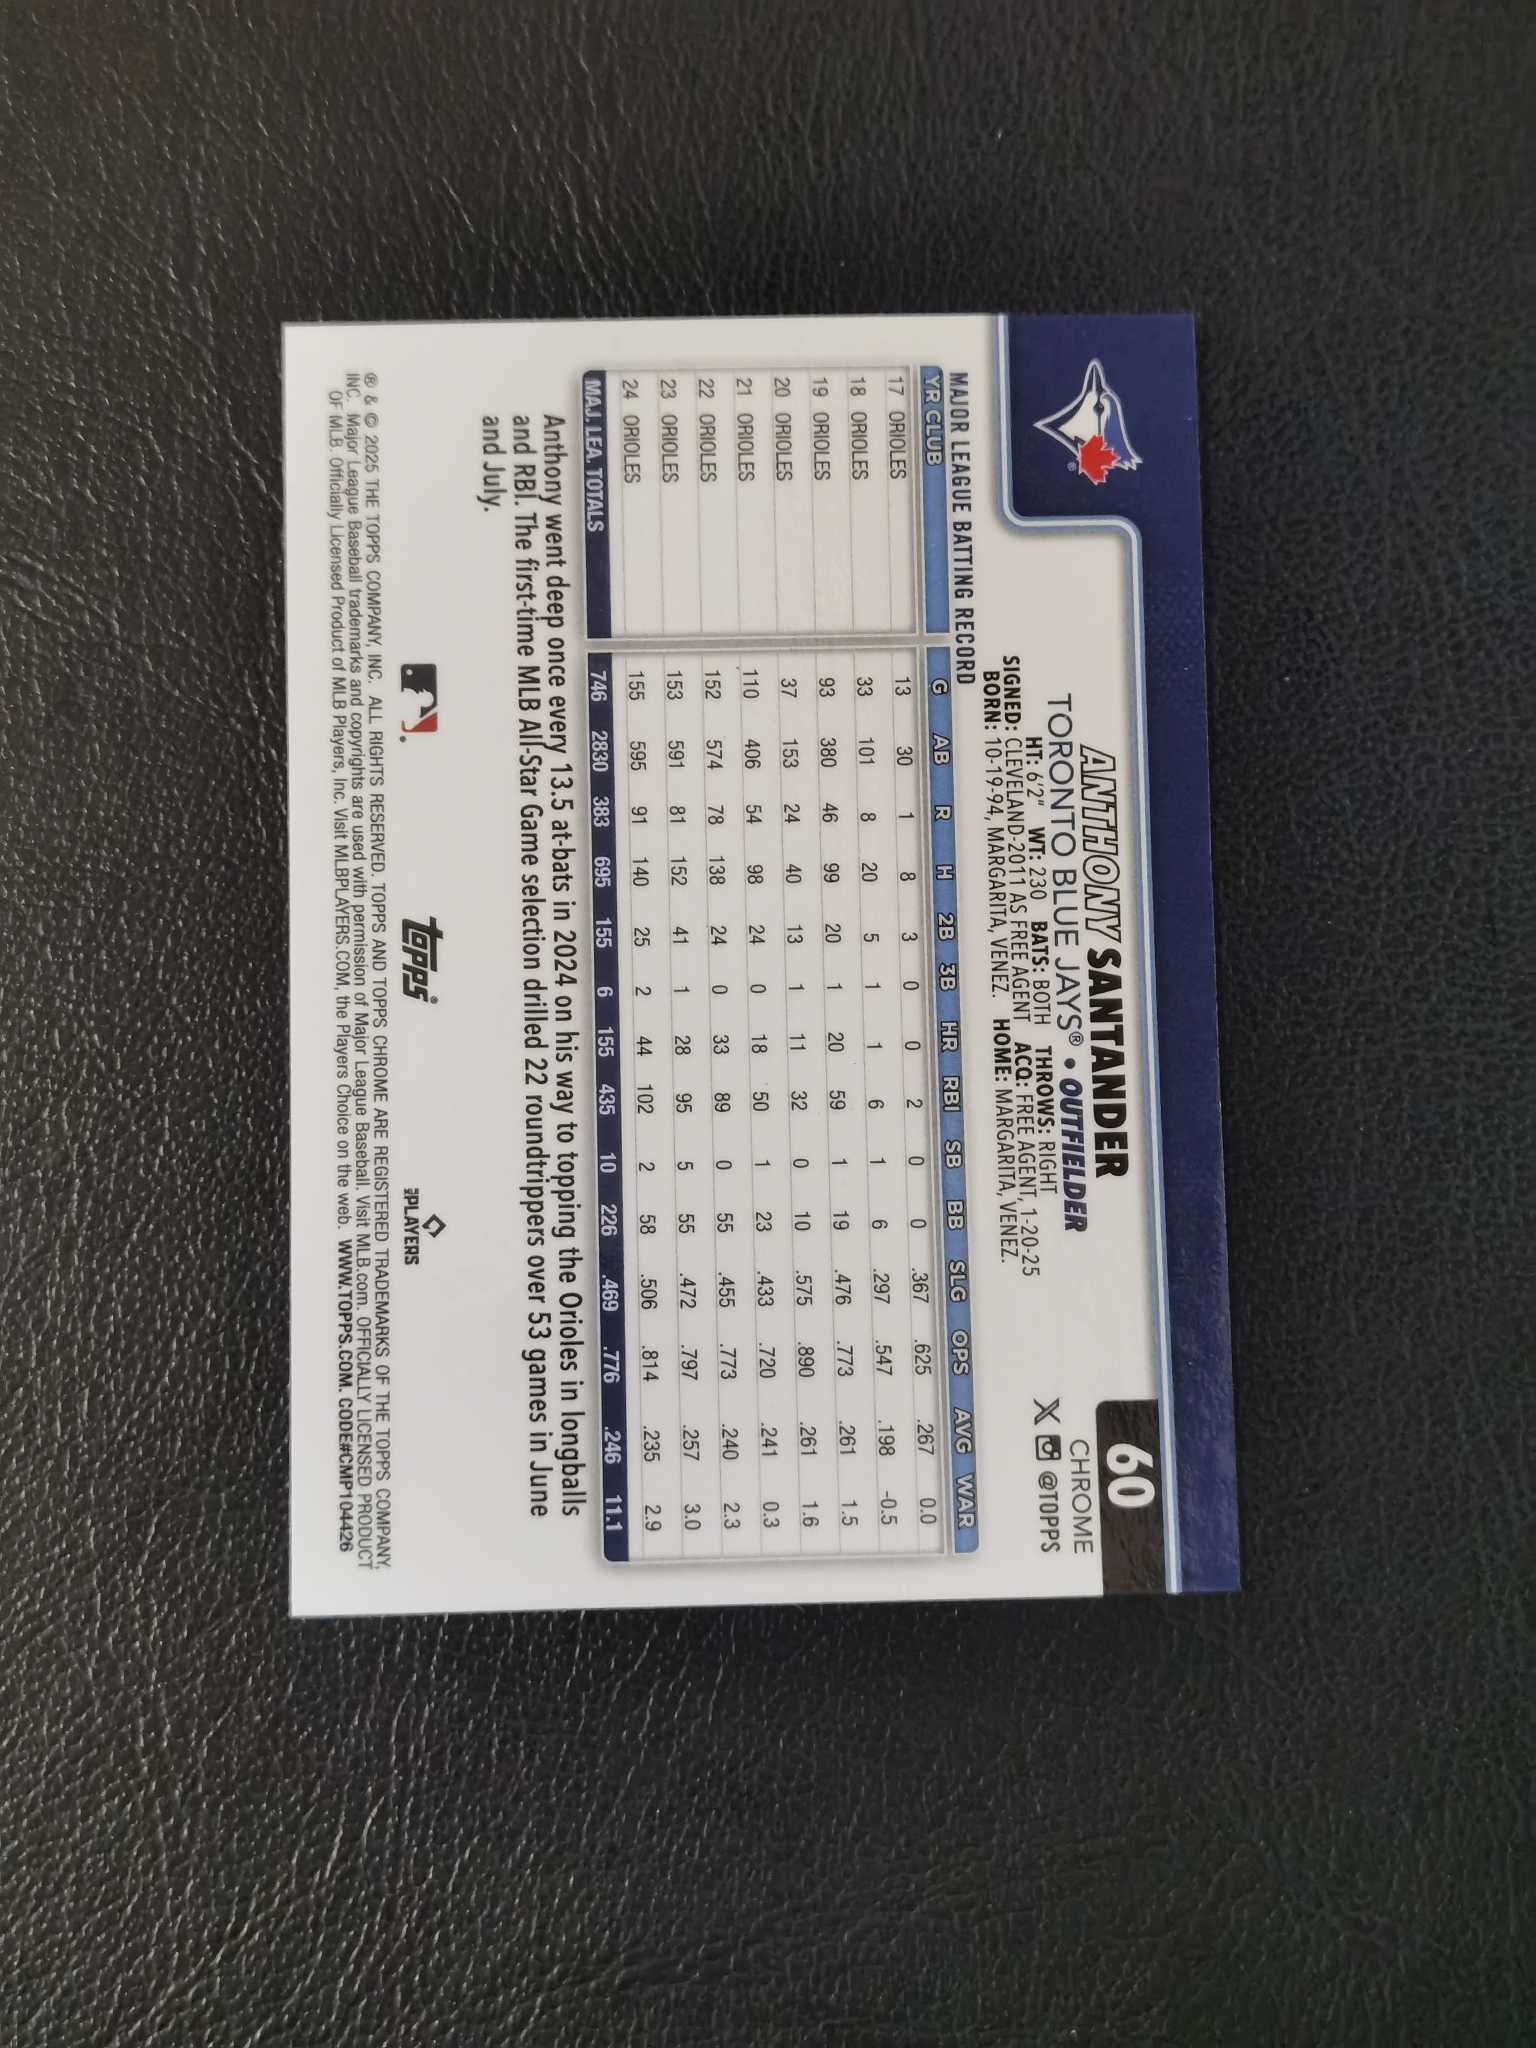 60
CHROME
@TOPPS
ANTHONY SANTANDER
TORONTO BLUE JAYS® • OUTFIELDER
HT: 6'2" WT: 230 BATS: BOTH THROWS: RIGHT
SIGNED: CLEVELAND-2011 AS FREE AGENT ACQ: FREE AGENT, 1-20-25
BORN: 10-19-94, MARGARITA, VENEZ. HOME: MARGARITA, VENEZ.
MAJOR LEAGUE BATTING RECORD
YR CLUB G AB R H 2B 3B HR RBI SB BB SLG OPS AVG WAR
17 ORIOLES 13 30 1 8 3 0 0 2 0 0 .367 .625 .267 0.0
18 ORIOLES 33 101 8 20 5 1 1 6 1 6 .297 .547 .198 -0.5
19 ORIOLES 93 380 46 99 20 1 20 59 1 19 .476 .773 .261 1.5
20 ORIOLES 37 153 24 40 13 1 11 32 0 10 .575 .890 .261 1.6
21 ORIOLES 110 406 54 98 24 0 18 50 1 23 .433 .720 .241 0.3
22 ORIOLES 152 574 78 138 24 0 33 89 0 55 .455 .773 .240 2.3
23 ORIOLES 153 591 81 152 41 1 28 95 5 55 .472 .797 .257 3.0
24 ORIOLES 155 595 91 140 25 2 44 102 2 58 .506 .814 .235 2.9
MAJ. LEA. TOTALS 746 2830 383 695 155 6 155 435 10 226 .469 .776 .246 11.1
Anthony went deep once every 13.5 at-bats in 2024 on his way to topping the Orioles in longballs
and RBI. The first-time MLB All-Star Game selection drilled 22 roundtrippers over 53 games in June
and July.
topps
PLAYERS
® & © 2025 THE TOPPS COMPANY, INC. ALL RIGHTS RESERVED. TOPPS AND TOPPS CHROME ARE REGISTERED TRADEMARKS OF THE TOPPS COMPANY,
INC. Major League Baseball trademarks and copyrights are used with permission of Major League Baseball. Visit MLB.com. OFFICIALLY LICENSED PRODUCT
OF MLB. Officially Licensed Product of MLB Players, Inc. Visit MLBPLAYERS.COM, the Players Choice on the web. WWW.TOPPS.COM. CODE#CMP104426